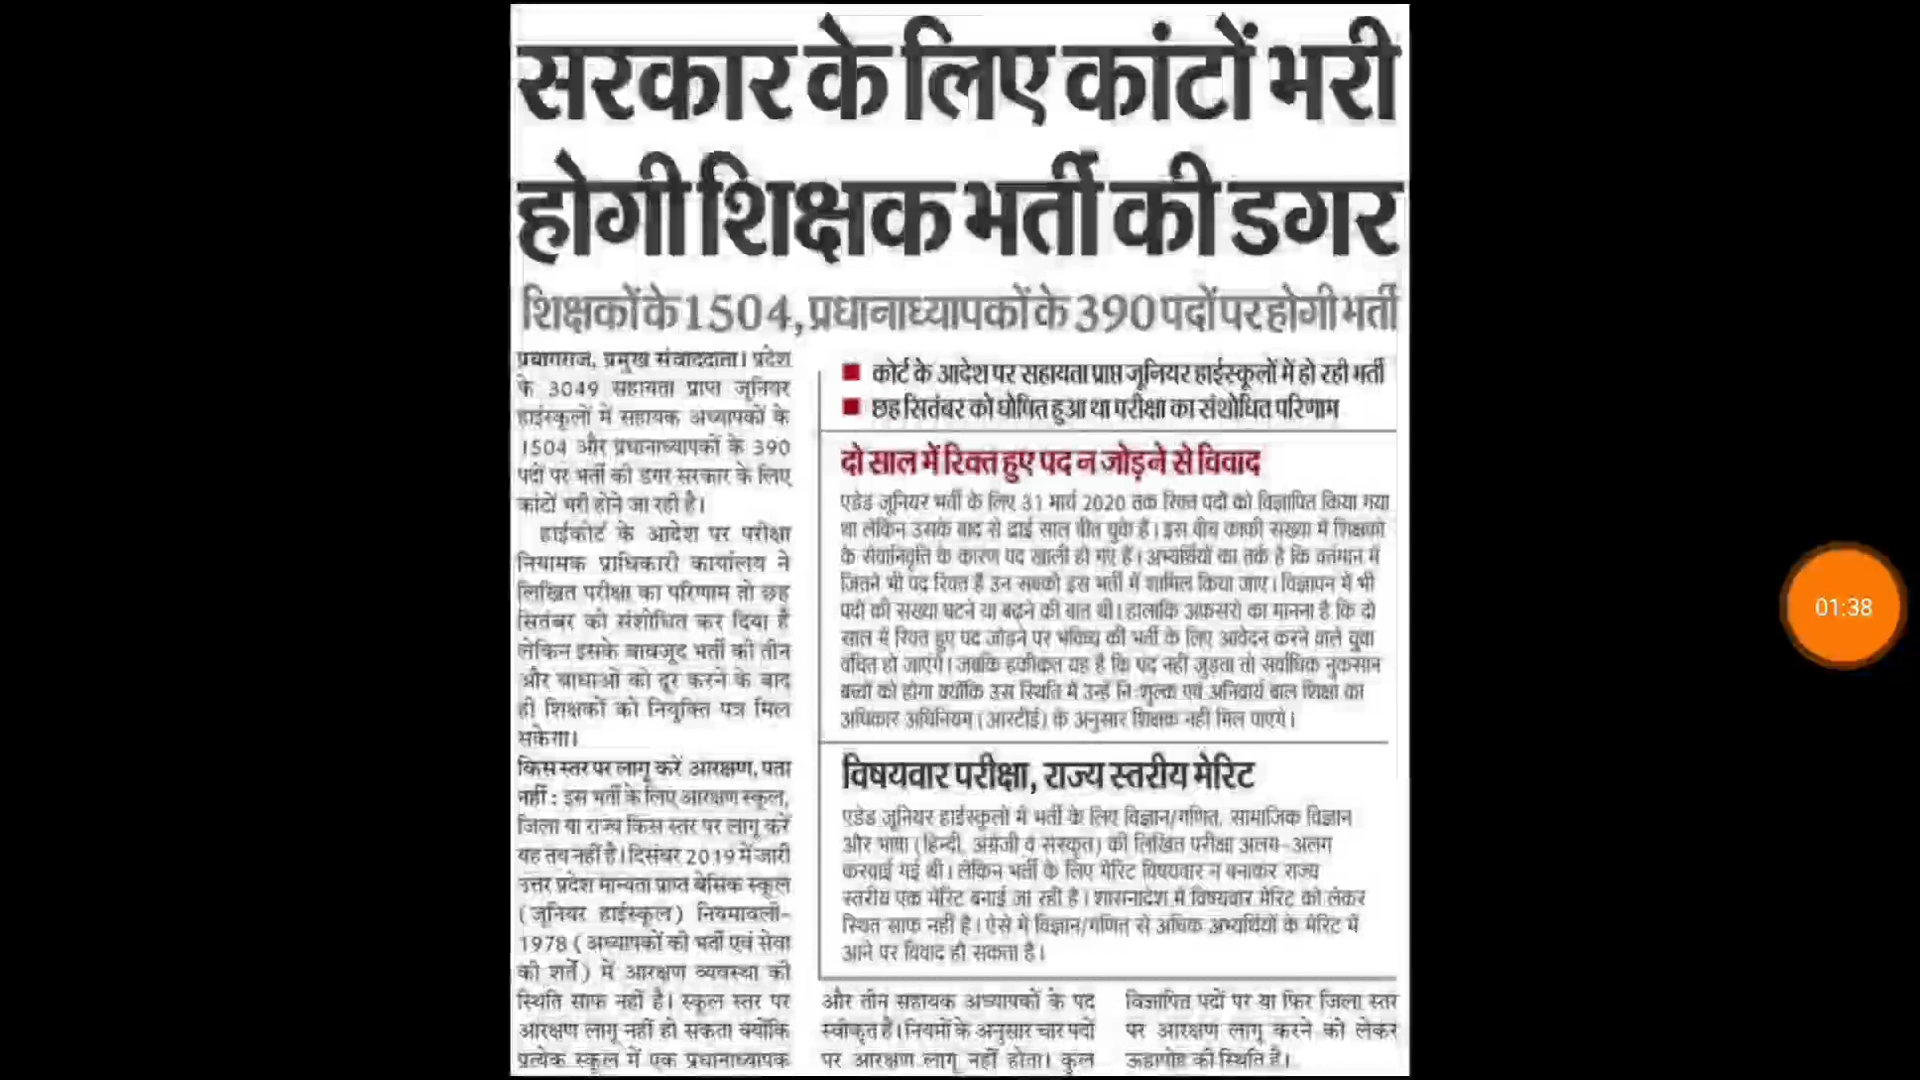 सरकार के लिए कांटों भरी
होगी शिक्षक भर्ती की डगर
शिक्षकों के 1504, प्रधानाध्यापकों के 390 पदों पर होगी भर्ती
प्रयागराज, प्रमुख संवाददाता। प्रदेश
के 3049 सहायता प्राप्त जूनियर
हाईस्कूलों में सहायक अध्यापकों के
1504 और प्रधानाध्यापकों के 390
पदों पर भर्ती की डगर सरकार के लिए
कांटों भरी होने जा रही है।
हाईकोर्ट के आदेश पर परीक्षा
नियामक प्राधिकारी कार्यालय ने
लिखित परीक्षा का परिणाम तो छह
सितंबर को संशोधित कर दिया है
लेकिन इसके बावजूद भर्ती की तीन
और बाधाओं को दूर करने के बाद
ही शिक्षकों को नियुक्ति पत्र मिल
सकेगा।
किस स्तर पर लागू करें आरक्षण, पता
नहीं : इस भर्ती के लिए आरक्षण स्कूल,
जिला या राज्य किस स्तर पर लागू करें
यह तय नहीं है। दिसंबर 2019 में जारी
उत्तर प्रदेश मान्यता प्राप्त बेसिक स्कूल
(जूनियर हाईस्कूल) नियमावली-
1978 (अध्यापकों की भर्ती एवं सेवा
की शर्तें) में आरक्षण व्यवस्था की
स्थिति साफ नहीं है। स्कूल स्तर पर
आरक्षण लागू नहीं हो सकता क्योंकि
प्रत्येक स्कूल में एक प्रधानाध्यापक
■ कोर्ट के आदेश पर सहायता प्राप्त जूनियर हाईस्कूलों में हो रही भर्ती
■ छह सितंबर को घोषित हुआ था परीक्षा का संशोधित परिणाम
दो साल में रिक्त हुए पद न जोड़ने से विवाद
एडेड जूनियर भर्ती के लिए 31 मार्च 2020 तक रिक्त पदों को विज्ञापित किया गया
था लेकिन उसके बाद से ढाई साल बीत चुके हैं। इस बीच काफी संख्या में शिक्षकों
के सेवानिवृति के कारण पद खाली हो गए हैं। अभ्यर्थियों का तर्क है कि वर्तमान में
जितने भी पद रिक्त हैं उन सबको इस भर्ती में शामिल किया जाए। विज्ञापन में भी
पदों की संख्या घटने या बढ़ने की बात थी। हालांकि अफसरों का मानना है कि दो
साल में रिक्त हुए पद जोड़ने पर भविष्य की भर्ती के लिए आवेदन करने वाले युवा
वंचित हो जाएंगे। जबकि हकीकत यह है कि पद नहीं जुड़ता तो सर्वाधिक नुकसान
बच्चों को होगा क्योंकि उस स्थिति में उन्हें नि:शुल्क एवं अनिवार्य बाल शिक्षा का
अधिकार अधिनियम (आरटीई) के अनुसार शिक्षक नहीं मिल पाएंगे।
विषयवार परीक्षा, राज्य स्तरीय मेरिट
एडेड जूनियर हाईस्कूलों में भर्ती के लिए विज्ञान/गणित, सामाजिक विज्ञान
और भाषा (हिन्दी, अंग्रेजी व संस्कृत) की लिखित परीक्षा अलग-अलग
करवाई गई थी। लेकिन भर्ती के लिए मेरिट विषयवार न बनाकर राज्य
स्तरीय एक मेरिट बनाई जा रही है। शासनादेश में विषयवार मेरिट को लेकर
स्थित साफ नहीं है। ऐसे में विज्ञान/गणित से अधिक अभ्यर्थियों के मेरिट में
आने पर विवाद हो सकता है।
और तीन सहायक अध्यापकों के पद
स्वीकृत हैं। नियमों के अनुसार चार पदों
पर आरक्षण लागू नहीं होता। कुल
विज्ञापित पदों पर या फिर जिला स्तर
पर आरक्षण लागू करने को लेकर
ऊहापोह की स्थिति है।
01:38